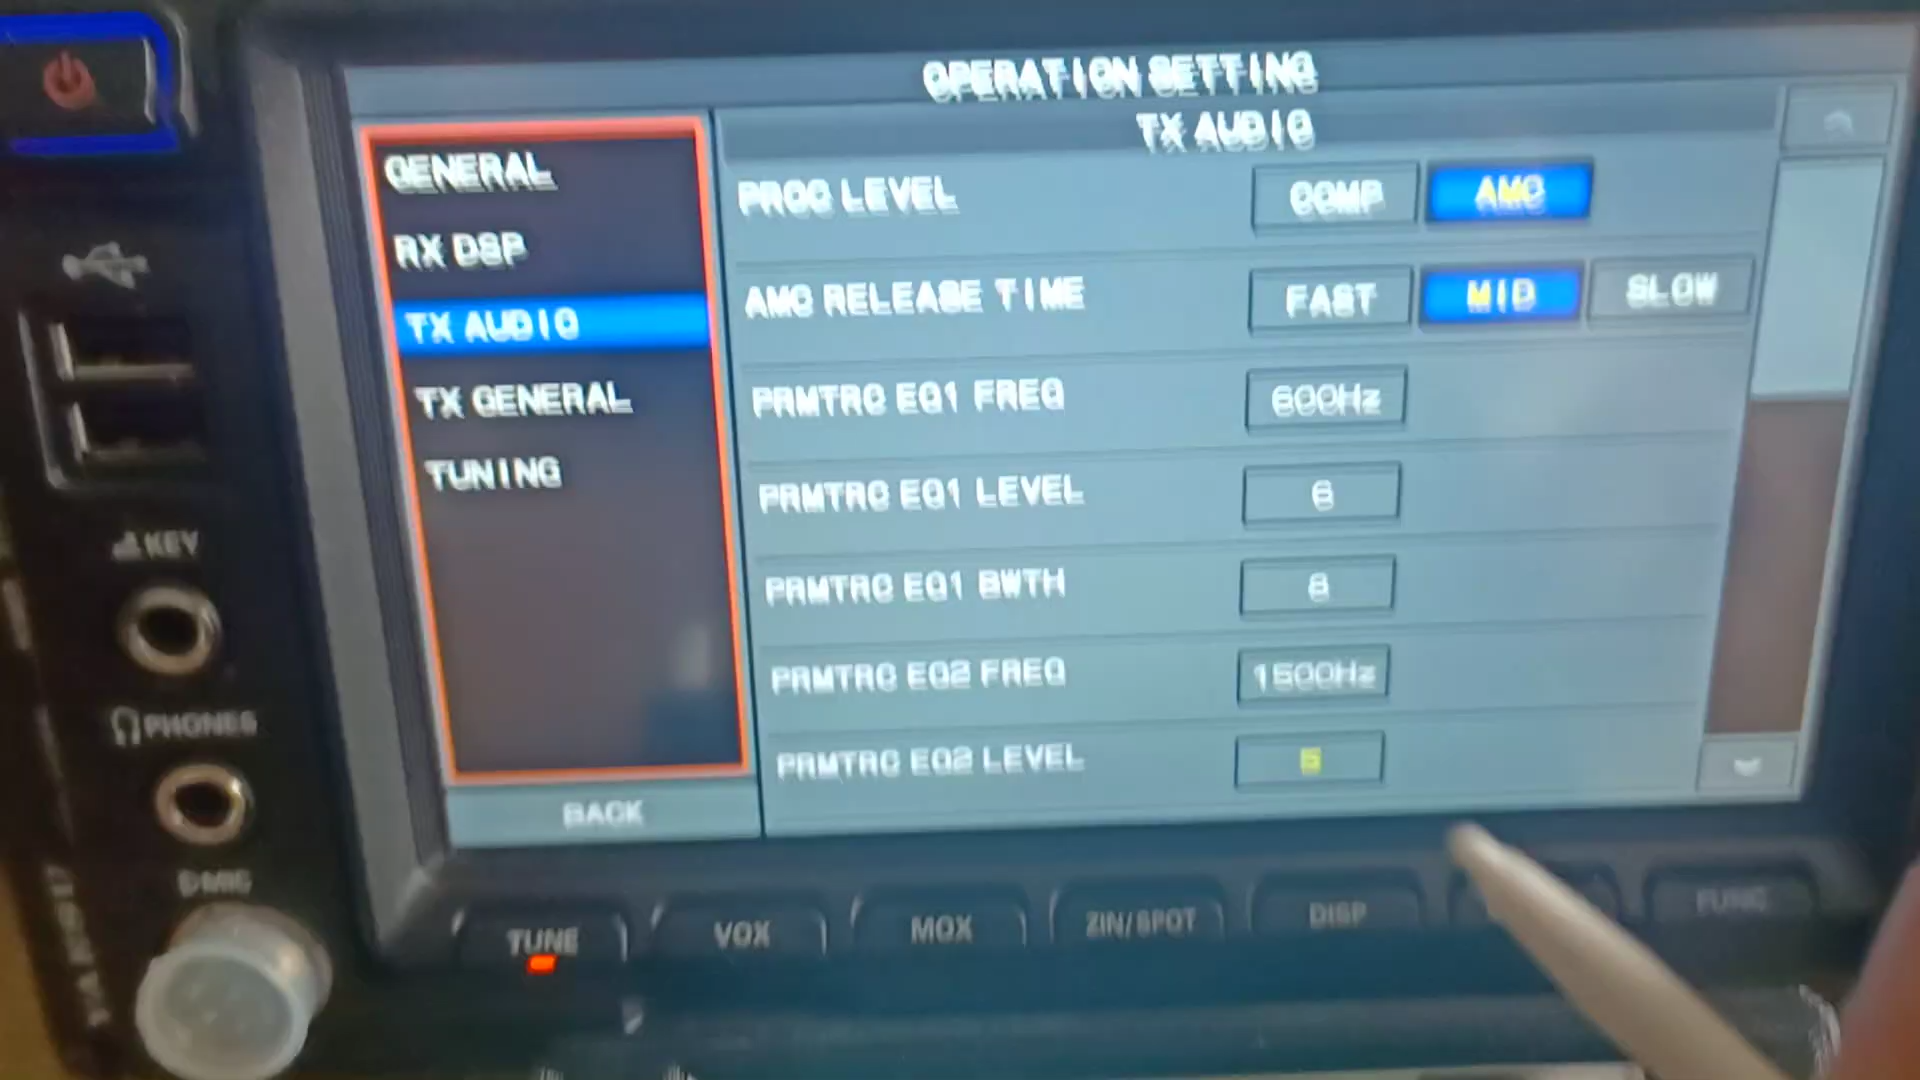 OPERATION SETTING
TX AUDIO
GENERAL
RX DSP
TX AUDIO
TX GENERAL
TUNING
BACK
PROC LEVEL COMP AMC
AMC RELEASE TIME FAST MID SLOW
PRMTRC EQ1 FREQ 600Hz
PRMTRC EQ1 LEVEL
PRMTRC EQ1 BWTH
PRMTRC EQ2 FREQ 1500Hz
PRMTRC EQ2 LEVEL 5
KEY
PHONES
MIC
TUNE VOX MOX ZIN/SPOT DISP FUNC